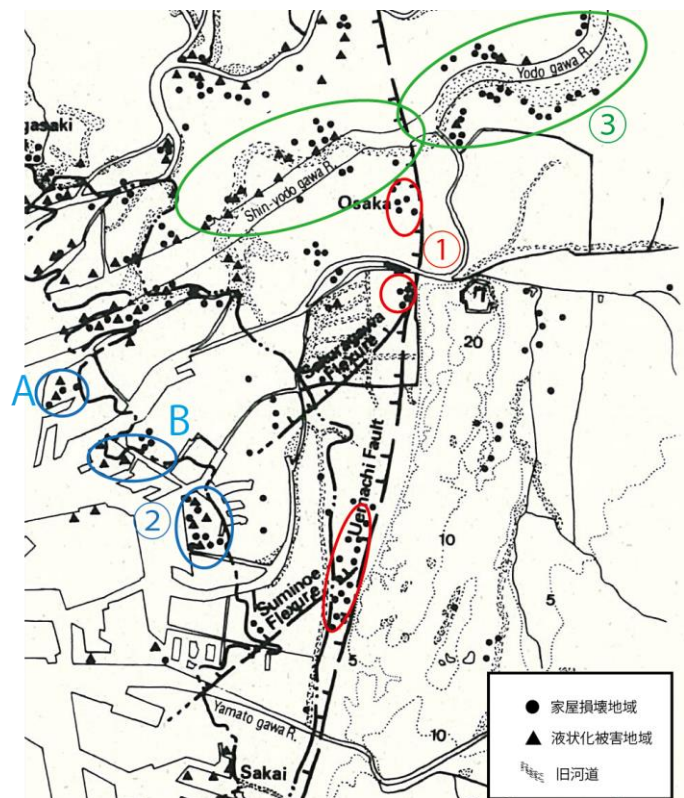 Yodo gawa R.
③
gasaki
Shin-yodo gawa R.
Osaka
①
Sakuragawa
Flexure
20
A
B
Uemachi Fault
②
10
Suminoe
Flexure
5
5
Yamato gawa R.
10
Sakai
家屋損壊地域
液状化被害地域
旧河道